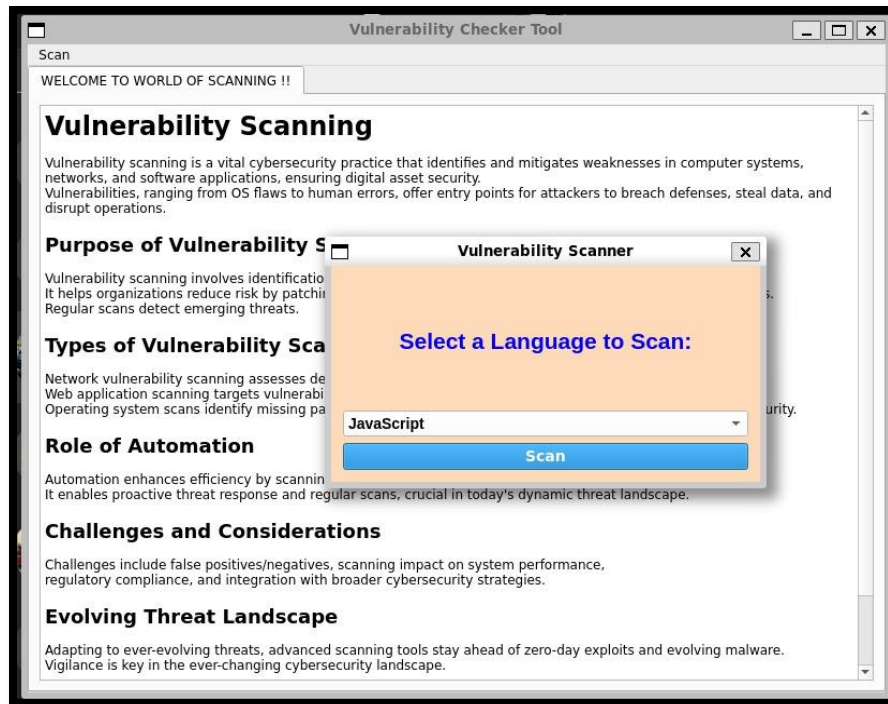 Vulnerability Checker Tool
Scan
WELCOME TO WORLD OF SCANNING !!
Vulnerability Scanning
Vulnerability scanning is a vital cybersecurity practice that identifies and mitigates weaknesses in computer systems,
networks, and software applications, ensuring digital asset security.
Vulnerabilities, ranging from OS flaws to human errors, offer entry points for attackers to breach defenses, steal data, and
disrupt operations.
Purpose of Vulnerability
Vulnerability scanning involves
It helps organizations reduce risk by
Regular scans detect emerging threats.
Types of Vulnerability
Network vulnerability scanning assesses
Web application scanning targets
Operating system scans identify missing
Role of Automation
Automation enhances efficiency by
It enables proactive threat response and regular scans, crucial in today's dynamic threat landscape.
Challenges and Considerations
Challenges include false positives/negatives, scanning impact on system performance,
regulatory compliance, and integration with broader cybersecurity strategies.
Evolving Threat Landscape
Adapting to ever-evolving threats, advanced scanning tools stay ahead of zero-day exploits and evolving malware.
Vigilance is key in the ever-changing cybersecurity landscape.
Vulnerability Scanner
Select a Language to Scan:
JavaScript
Scan